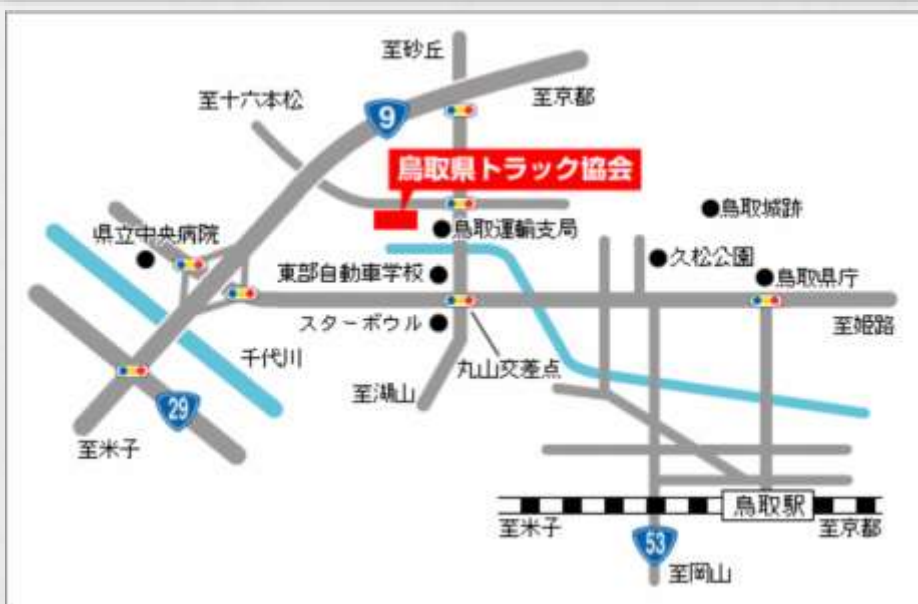 至砂丘
至京都
至十六本松
9
鳥取県トラック協会
鳥取城跡
鳥取運輸支局
県立中央病院
久松公園
東部自動車学校
鳥取県庁
スターボウル
至姫路
千代川
丸山交差点
至湖山
29
至米子
鳥取駅
至米子
至京都
53
至岡山